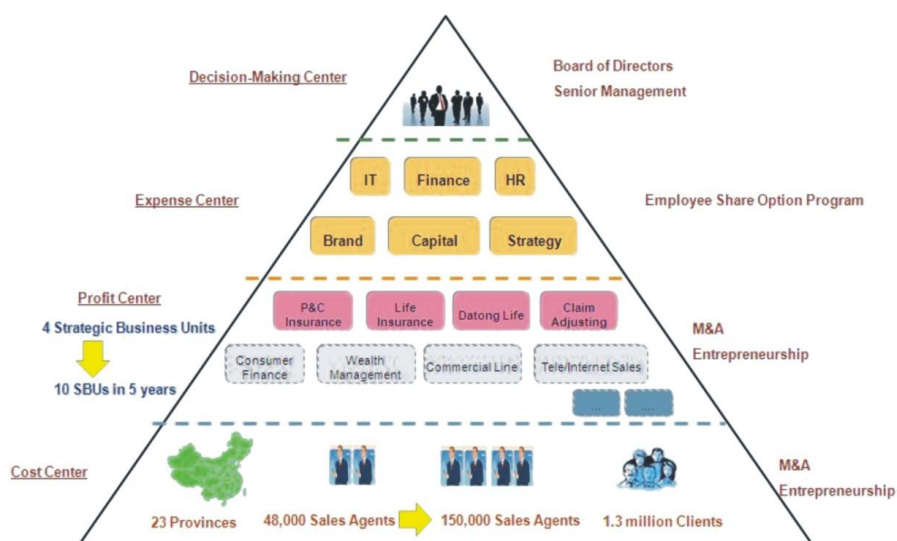 Decision-Making Center
Board of Directors
Senior Management
Expense Center
IT
Finance
HR
Brand
Capital
Strategy
Employee Share Option Program
Profit Center
4 Strategic Business Units
10 SBUs in 5 years
P&C
Insurance
Life
Insurance
Datong Life
Claim
Adjusting
Consumer
Finance
Wealth
Management
Commercial Line
Tele/Internet Sales
...
....
M&A
Entrepreneurship
Cost Center
23 Provinces
48,000 Sales Agents
150,000 Sales Agents
1.3 million Clients
M&A
Entrepreneurship